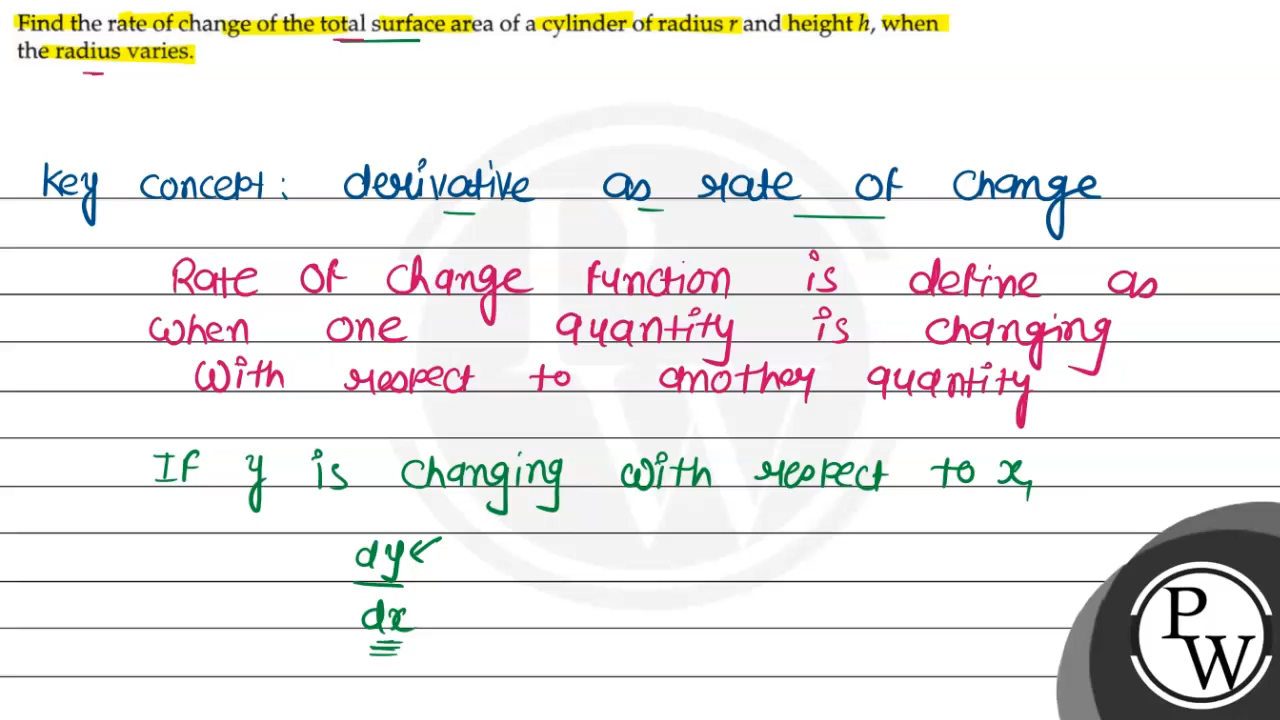 Find the rate of change of the total surface area of a cylinder of radius r and height h, when
the radius varies.
Key concept: derivative as rate of change
Rate of change function is define as
when one quantity is changing
with respect to another quantity
If y is changing with respect to x,
dy
dx
P
W